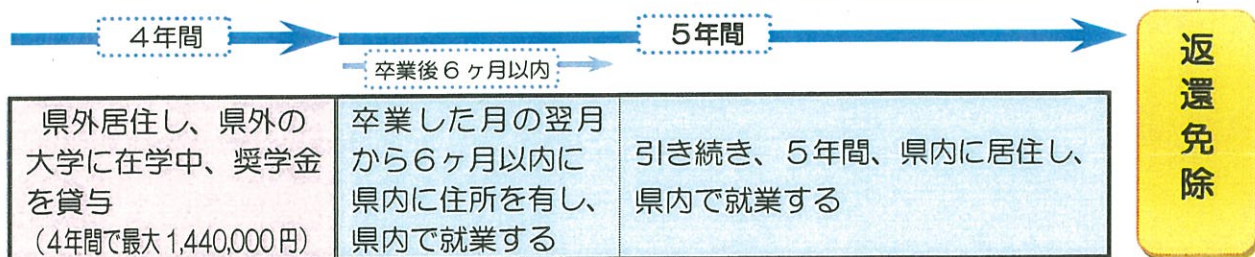 4年間
5年間
卒業後6ヶ月以内
県外居住し、県外の
大学に在学中、奨学金
を貸与
（4年間で最大1,440,000円）
卒業した月の翌月
から6ヶ月以内に
県内に住所を有し、
県内で就業する
引き続き、5年間、県内に居住し、
県内で就業する
返還免除